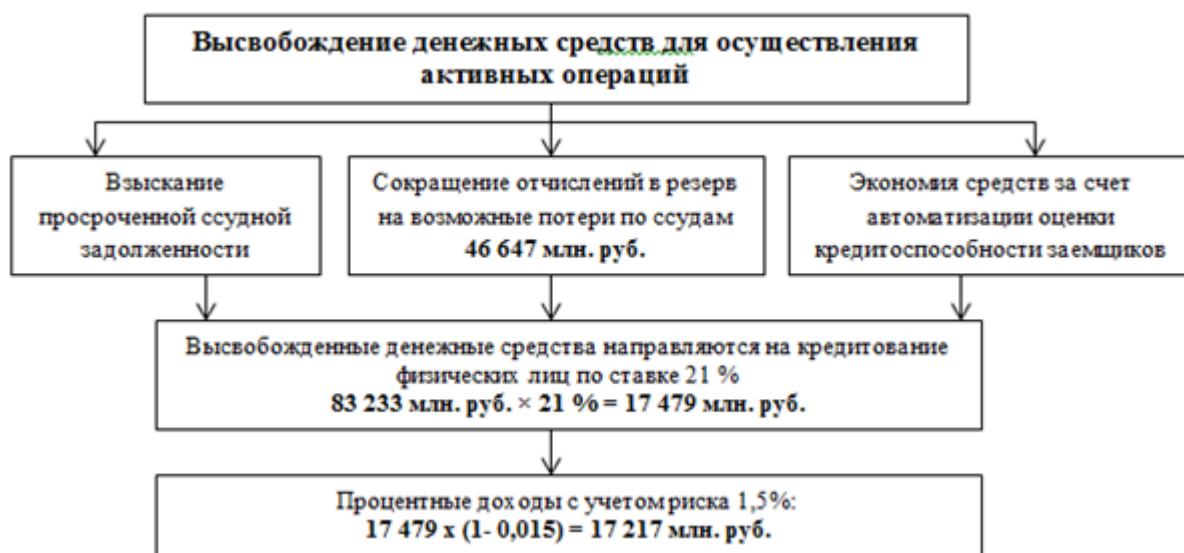 Высвобождение денежных средств для осуществления
активных операций
Взыскание
просроченной ссудной
задолженности
Сокращение отчислений в резерв
на возможные потери по ссудам
46 647 млн. руб.
Экономия средств за счет
автоматизации оценки
кредитоспособности заемщиков
Высвобожденные денежные средства направляются на кредитование
физических лиц по ставке 21 %
83 233 млн. руб. × 21 % = 17 479 млн. руб.
Процентные доходы с учетом риска 1,5%:
17 479 х (1- 0,015) = 17 217 млн. руб.